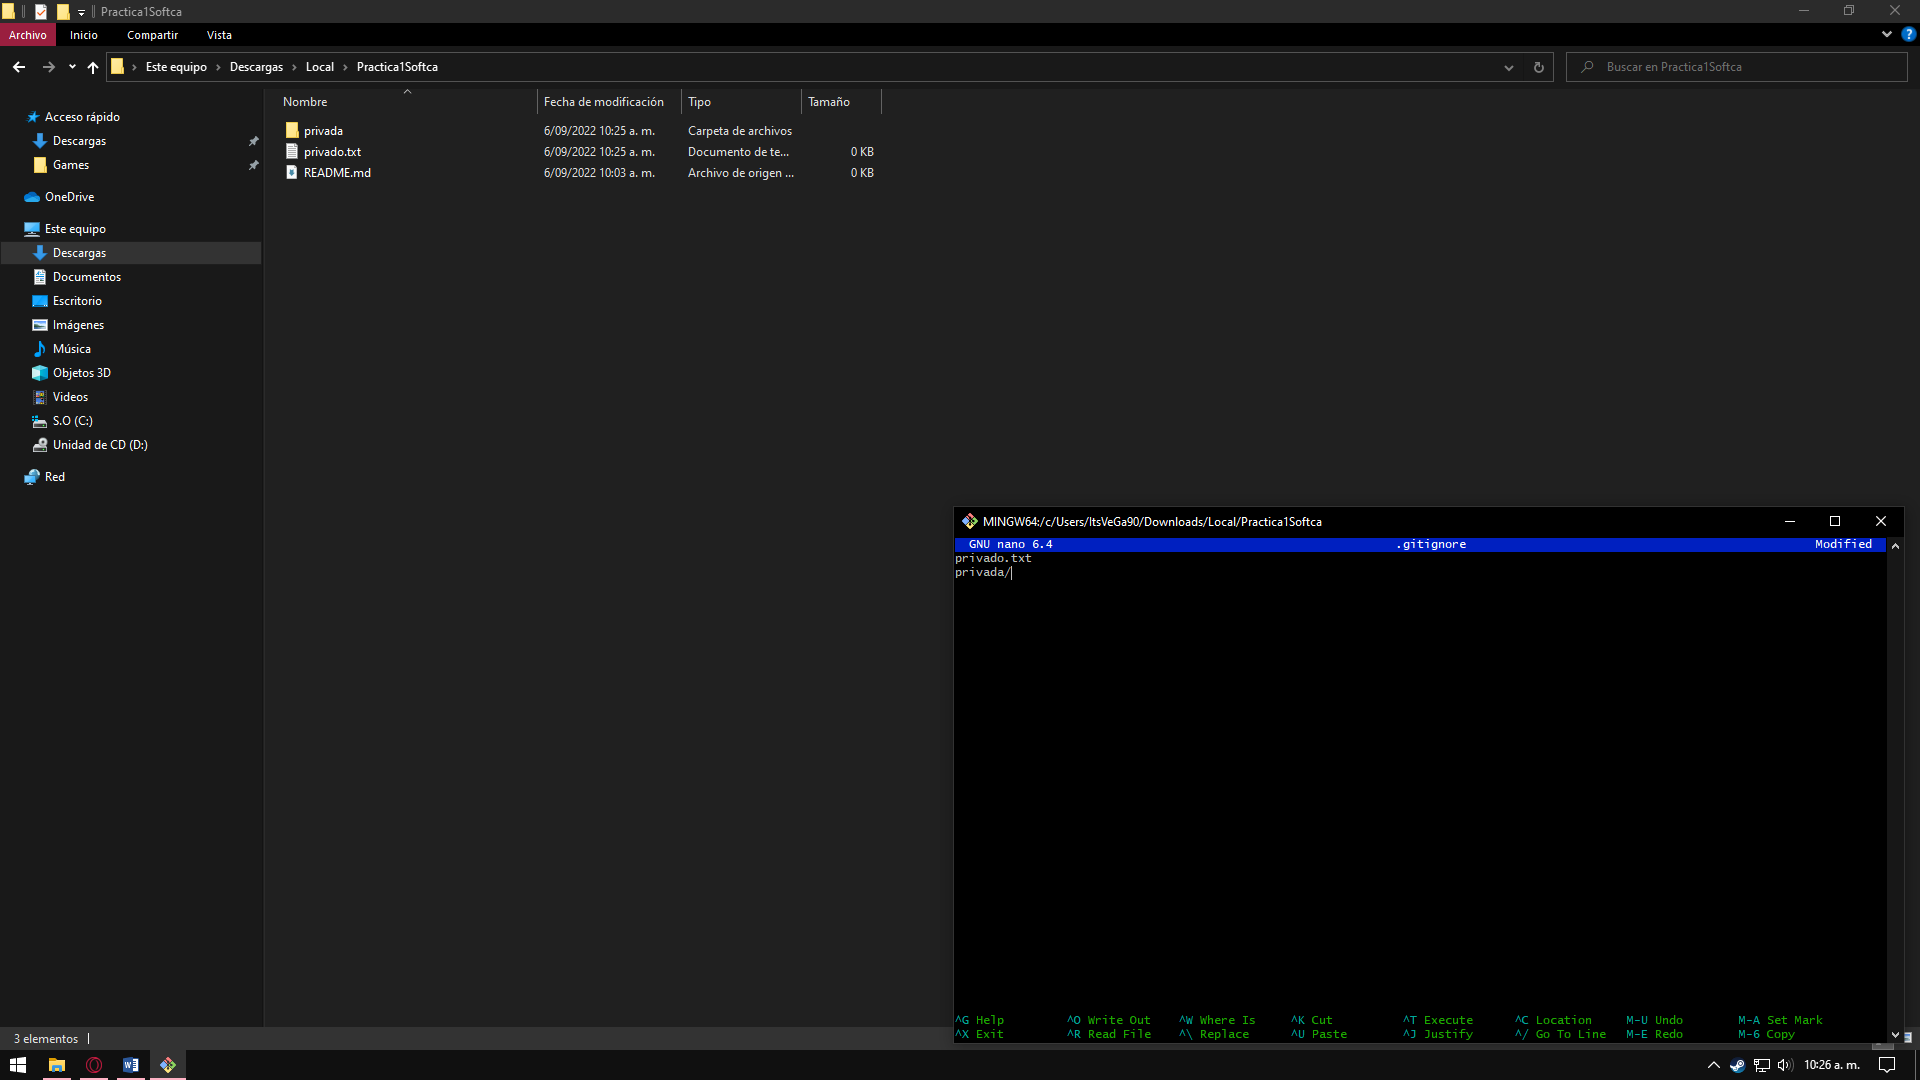 Practica1Softca
Archivo Inicio Compartir Vista
Este equipo Descargas Local Practica1Softca Buscar en Practica1Softca
Nombre Fecha de modificación Tipo Tamaño
privada 6/09/2022 10:25 a. m. Carpeta de archivos
privado.txt 6/09/2022 10:25 a. m. Documento de te... 0 KB
README.md 6/09/2022 10:03 a. m. Archivo de origen ... 0 KB
Acceso rápido
Descargas
Games
OneDrive
Este equipo
Descargas
Documentos
Escritorio
Imágenes
Música
Objetos 3D
Videos
S.O (C:)
Unidad de CD (D:)
Red
MINGW64:/c/Users/ItsVeGa90/Downloads/Local/Practica1Softca
GNU nano 6.4 .gitignore Modified
privado.txt
privada/
^G Help ^O Write Out ^W Where Is ^K Cut ^T Execute ^C Location M-U Undo M-A Set Mark
^X Exit ^R Read File ^\ Replace ^U Paste ^J Justify ^/ Go To Line M-E Redo M-6 Copy
3 elementos
10:26 a. m.